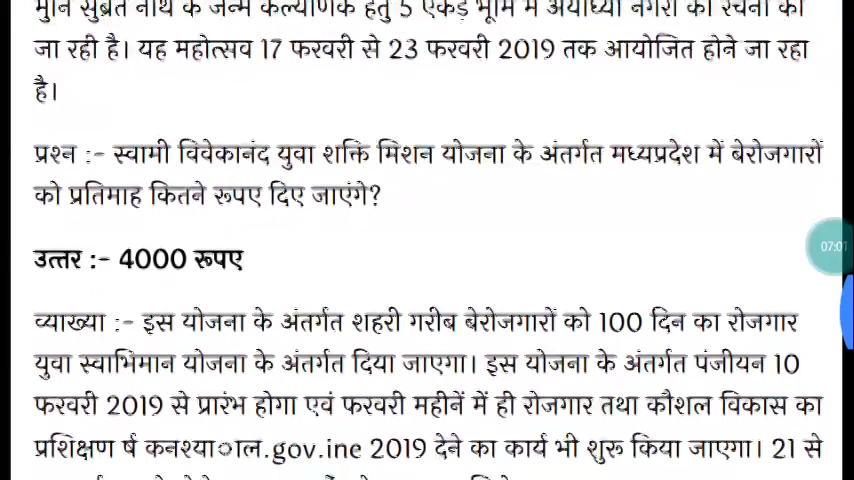 मुनि सुब्रत नाथ के जन्म कल्याणक हेतु 5 एकड़ भूमि में अयोध्या नगरी की रचना की
जा रही है। यह महोत्सव 17 फरवरी से 23 फरवरी 2019 तक आयोजित होने जा रहा
है।
प्रश्न :- स्वामी विवेकानंद युवा शक्ति मिशन योजना के अंतर्गत मध्यप्रदेश में बेरोजगारों
को प्रतिमाह कितने रूपए दिए जाएंगे?
07:01
उत्तर :- 4000 रूपए
व्याख्या :- इस योजना के अंतर्गत शहरी गरीब बेरोजगारों को 100 दिन का रोजगार
युवा स्वाभिमान योजना के अंतर्गत दिया जाएगा। इस योजना के अंतर्गत पंजीयन 10
फरवरी 2019 से प्रारंभ होगा एवं फरवरी महीनें में ही रोजगार तथा कौशल विकास का
प्रशिक्षण र्ष कनश्यााल.gov.ine 2019 देने का कार्य भी शुरू किया जाएगा। 21 से